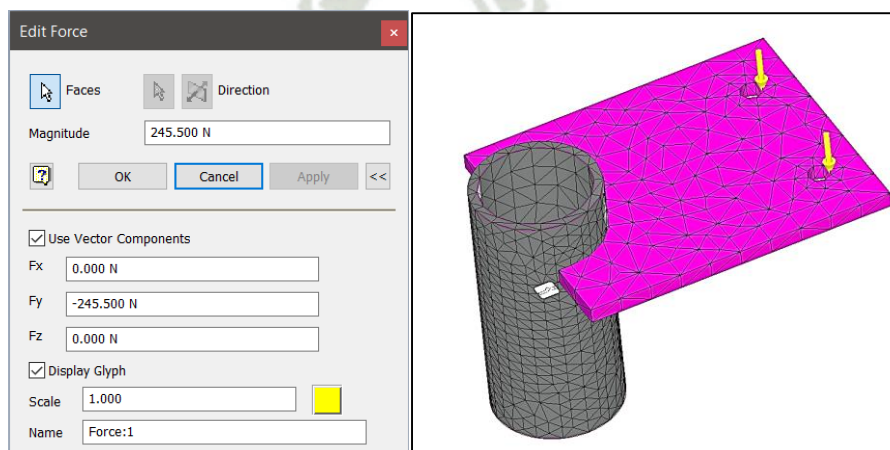 Edit Force
×
Faces
Direction
Magnitude 245.500 N
? OK Cancel Apply <<
Use Vector Components
Fx 0.000 N
Fy -245.500 N
Fz 0.000 N
Display Glyph
Scale 1.000
Name Force:1